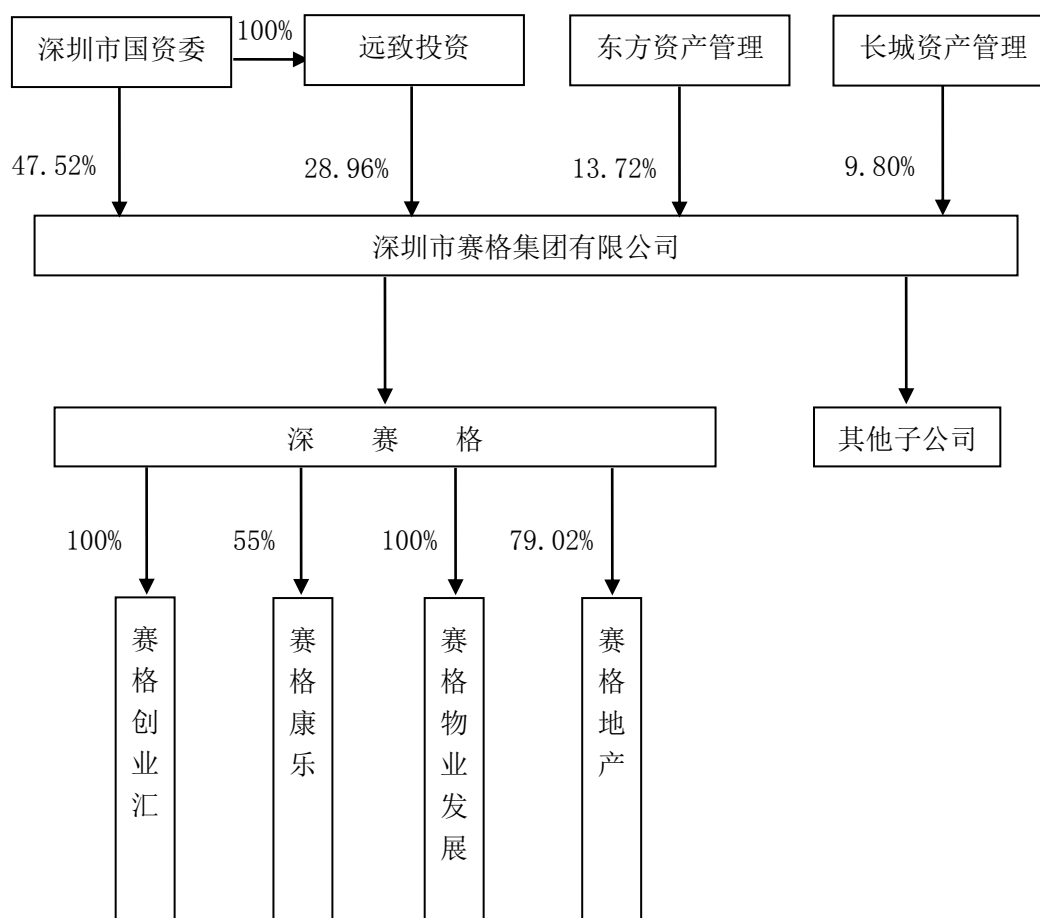 深圳市国资委
100%
远致投资
东方资产管理
长城资产管理
47.52%
28.96%
13.72%
9.80%
深圳市赛格集团有限公司
深 赛 格
其他子公司
100%
55%
100%
79.02%
赛格创业汇
赛格康乐
赛格物业发展
赛格地产